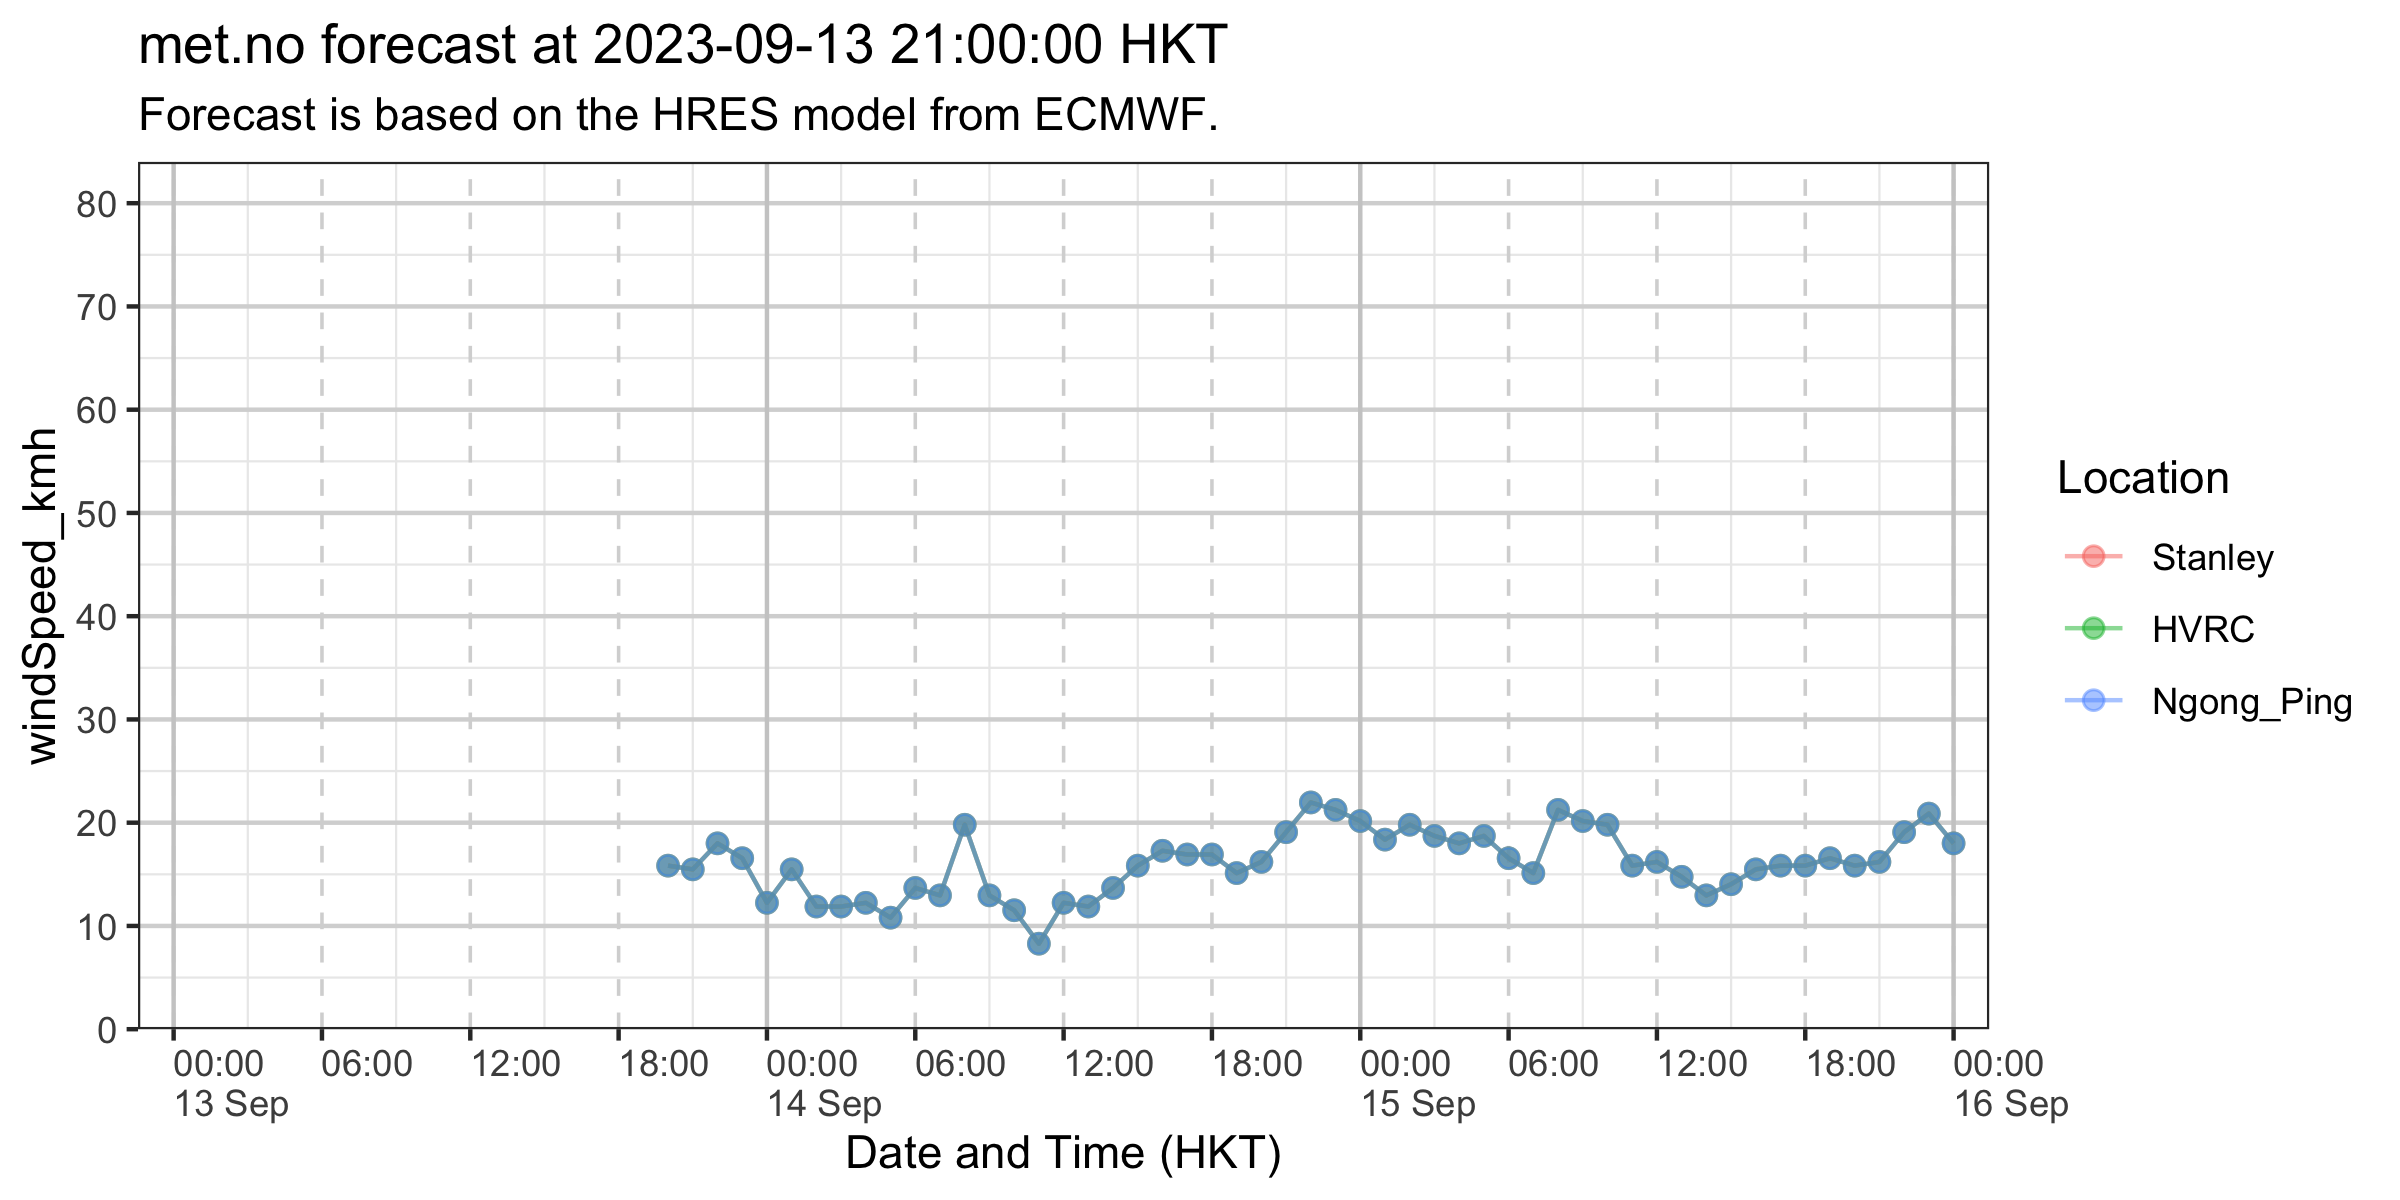 met.no forecast at 2023-09-13 21:00:00 HKT
Forecast is based on the HRES model from ECMWF.
windSpeed_kmh
80
70
60
50
40
30
20
10
0
00:00 06:00 12:00 18:00 00:00 06:00 12:00 18:00 00:00 06:00 12:00 18:00 00:00
13 Sep 14 Sep 15 Sep 16 Sep
Date and Time (HKT)
Location
Stanley
HVRC
Ngong_Ping